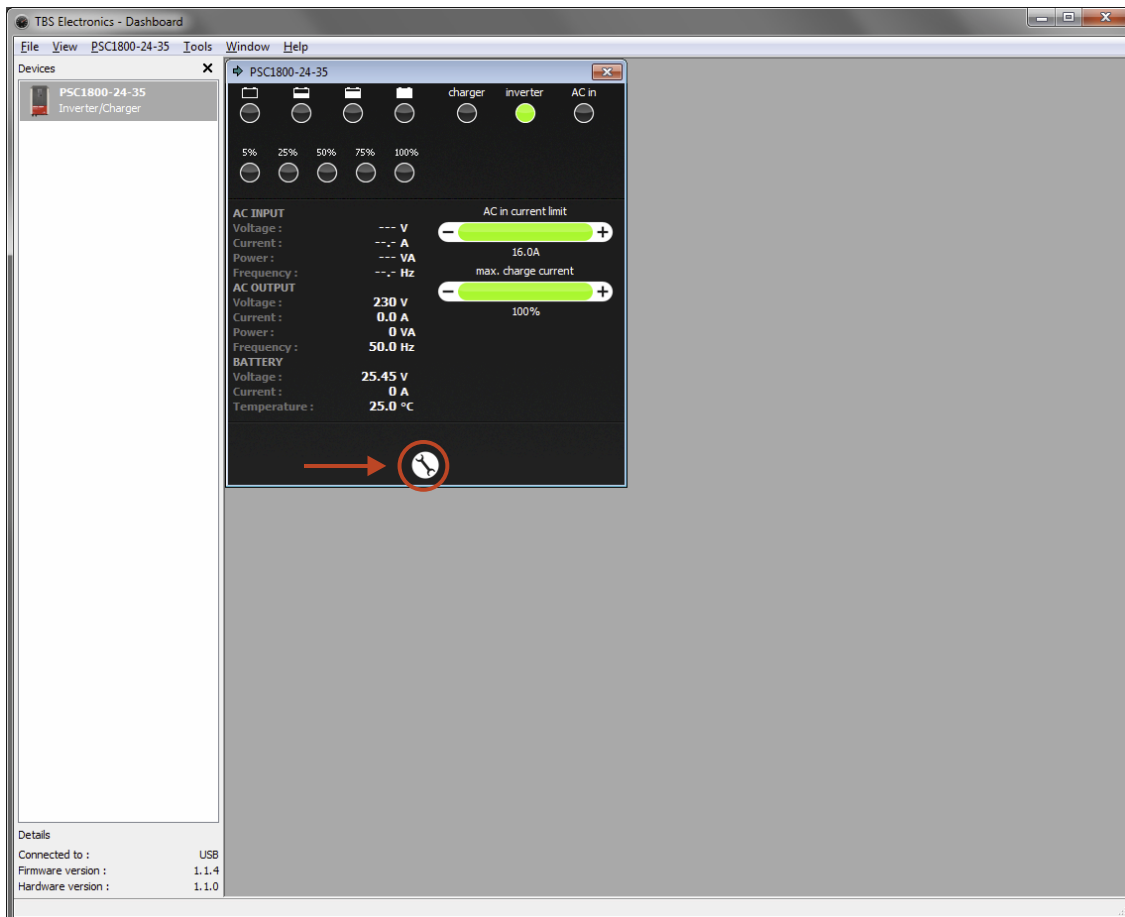 TBS Electronics - Dashboard
File View PSC1800-24-35 Tools Window Help
Devices
PSC1800-24-35
Inverter/Charger
PSC1800-24-35
charger inverter AC in
5% 25% 50% 75% 100%
AC INPUT
Voltage : --- V
Current : --.- A
Power : --- VA
Frequency : --.- Hz
AC OUTPUT
Voltage : 230 V
Current : 0.0 A
Power : 0 VA
Frequency : 50.0 Hz
BATTERY
Voltage : 25.45 V
Current : 0 A
Temperature : 25.0 °C
AC in current limit
16.0A
max. charge current
100%
Details
Connected to : USB
Firmware version : 1.1.4
Hardware version : 1.1.0